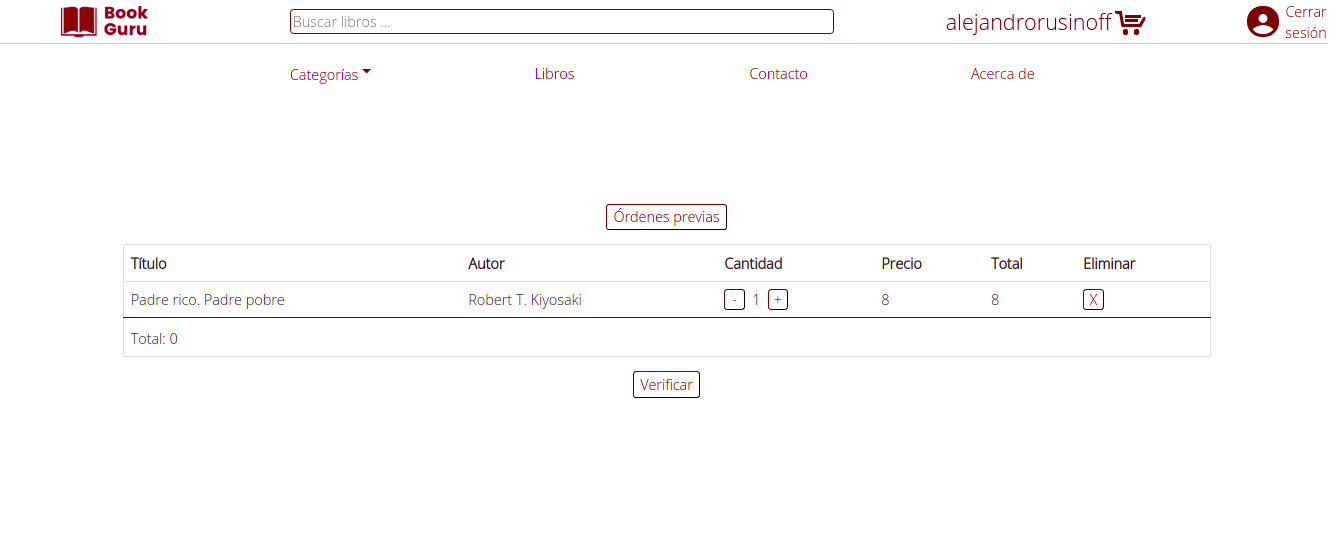 Book
Guru
Buscar libros ...
alejandrorusinoff
Cerrar
sesión
Categorías
Libros
Contacto
Acerca de
Órdenes previas
Título Autor Cantidad Precio Total Eliminar
Padre rico. Padre pobre Robert T. Kiyosaki - 1 + 8 8 X
Total: 0
Verificar